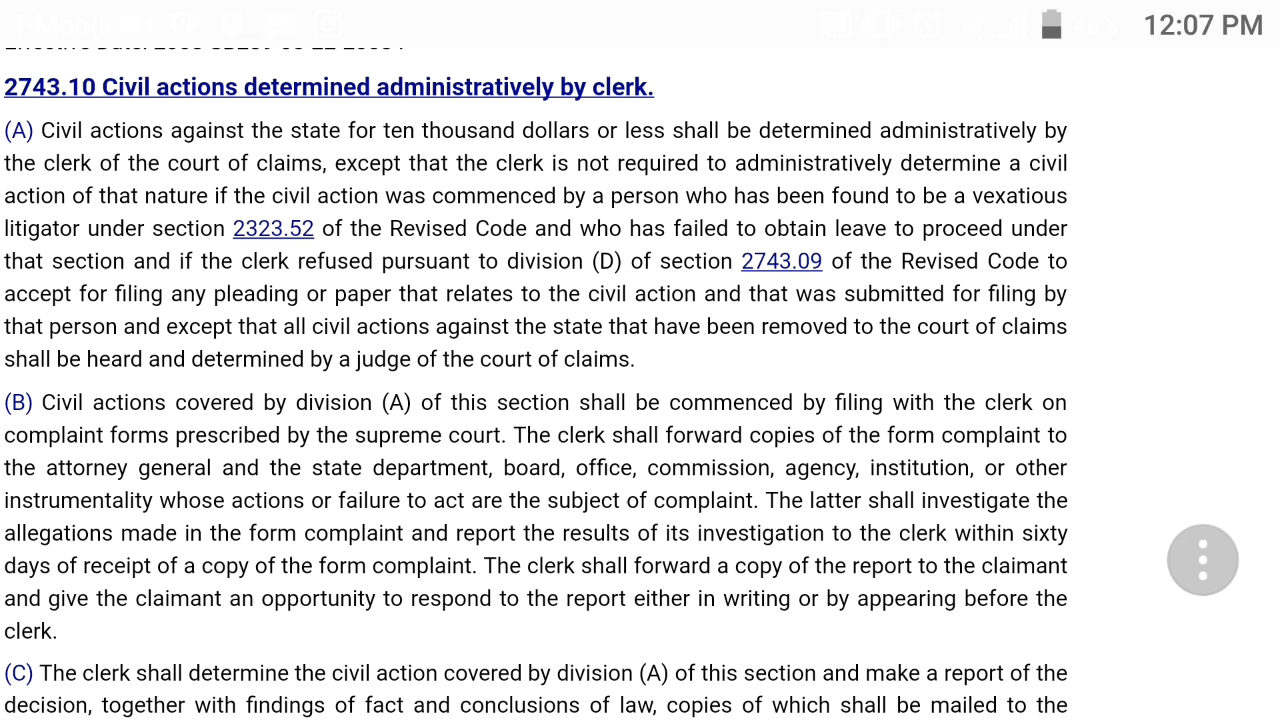 T-Mobil
46% 12:07 PM
2743.10 Civil actions determined administratively by clerk.
(A) Civil actions against the state for ten thousand dollars or less shall be determined administratively by
the clerk of the court of claims, except that the clerk is not required to administratively determine a civil
action of that nature if the civil action was commenced by a person who has been found to be a vexatious
litigator under section 2323.52 of the Revised Code and who has failed to obtain leave to proceed under
that section and if the clerk refused pursuant to division (D) of section 2743.09 of the Revised Code to
accept for filing any pleading or paper that relates to the civil action and that was submitted for filing by
that person and except that all civil actions against the state that have been removed to the court of claims
shall be heard and determined by a judge of the court of claims.
(B) Civil actions covered by division (A) of this section shall be commenced by filing with the clerk on
complaint forms prescribed by the supreme court. The clerk shall forward copies of the form complaint to
the attorney general and the state department, board, office, commission, agency, institution, or other
instrumentality whose actions or failure to act are the subject of complaint. The latter shall investigate the
allegations made in the form complaint and report the results of its investigation to the clerk within sixty
days of receipt of a copy of the form complaint. The clerk shall forward a copy of the report to the claimant
and give the claimant an opportunity to respond to the report either in writing or by appearing before the
clerk.
(C) The clerk shall determine the civil action covered by division (A) of this section and make a report of the
decision, together with findings of fact and conclusions of law, copies of which shall be mailed to the